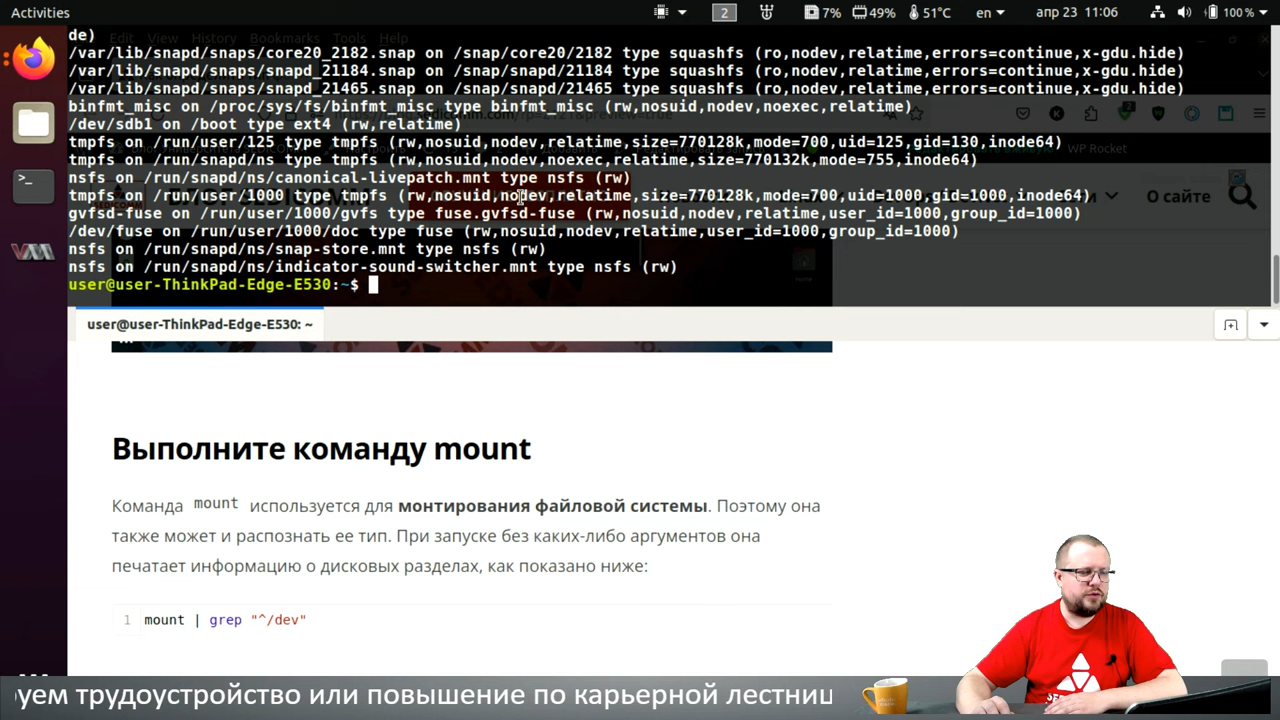 Activities
2
7%
49%
51°C
en
апр 23 11:06
100 %
de)
/var/lib/snapd/snaps/core20_2182.snap on /snap/core20/2182 type squashfs (ro,nodev,relatime,errors=continue,x-gdu.hide)
/var/lib/snapd/snaps/snapd_21184.snap on /snap/snapd/21184 type squashfs (ro,nodev,relatime,errors=continue,x-gdu.hide)
/var/lib/snapd/snaps/snapd_21465.snap on /snap/snapd/21465 type squashfs (ro,nodev,relatime,errors=continue,x-gdu.hide)
binfmt_misc on /proc/sys/fs/binfmt_misc type binfmt_misc (rw,nosuid,nodev,noexec,relatime)
/dev/sdb1 on /boot type ext4 (rw,relatime)
tmpfs on /run/user/125 type tmpfs (rw,nosuid,nodev,relatime,size=770128k,mode=700,uid=125,gid=130,inode64)
tmpfs on /run/snapd/ns type tmpfs (rw,nosuid,nodev,noexec,relatime,size=770132k,mode=755,inode64)
nsfs on /run/snapd/ns/canonical-livepatch.mnt type nsfs (rw)
tmpfs on /run/user/1000 type tmpfs (rw,nosuid,nodev,relatime,size=770128k,mode=700,uid=1000,gid=1000,inode64)
gvfsd-fuse on /run/user/1000/gvfs type fuse.gvfsd-fuse (rw,nosuid,nodev,relatime,user_id=1000,group_id=1000)
/dev/fuse on /run/user/1000/doc type fuse (rw,nosuid,nodev,relatime,user_id=1000,group_id=1000)
nsfs on /run/snapd/ns/snap-store.mnt type nsfs (rw)
nsfs on /run/snapd/ns/indicator-sound-switcher.mnt type nsfs (rw)
user@user-ThinkPad-Edge-E530:~$
user@user-ThinkPad-Edge-E530: ~
Выполните команду mount
Команда mount используется для монтирования файловой системы. Поэтому она
также может и распознать ее тип. При запуске без каких-либо аргументов она
печатает информацию о дисковых разделах, как показано ниже:
1 mount | grep "^/dev"
уем трудоустройство или повышение по карьерной лестниц